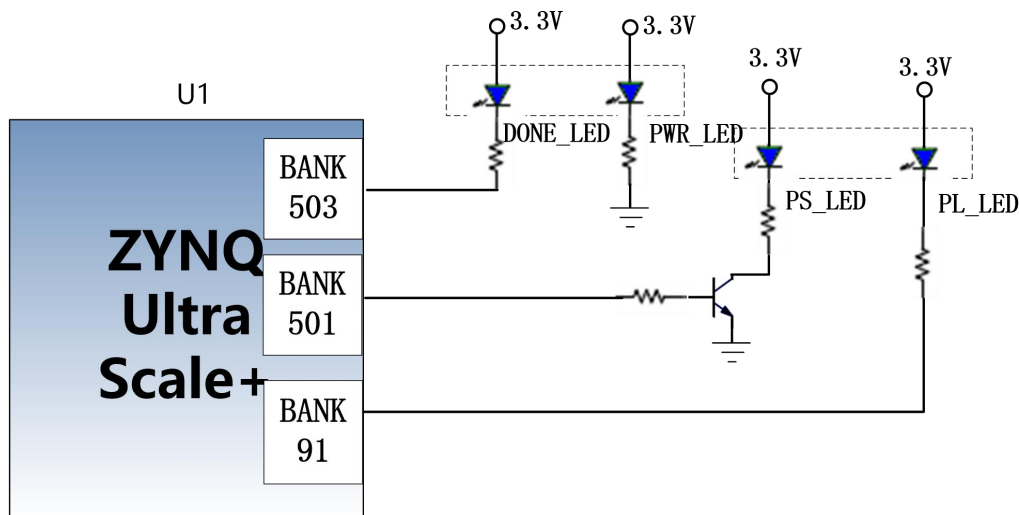 3.3V
3.3V
3.3V
3.3V
U1
DONE_LED
PWR_LED
BANK
503
PS_LED
PL_LED
ZYNQ
Ultra
Scale+
BANK
501
BANK
91